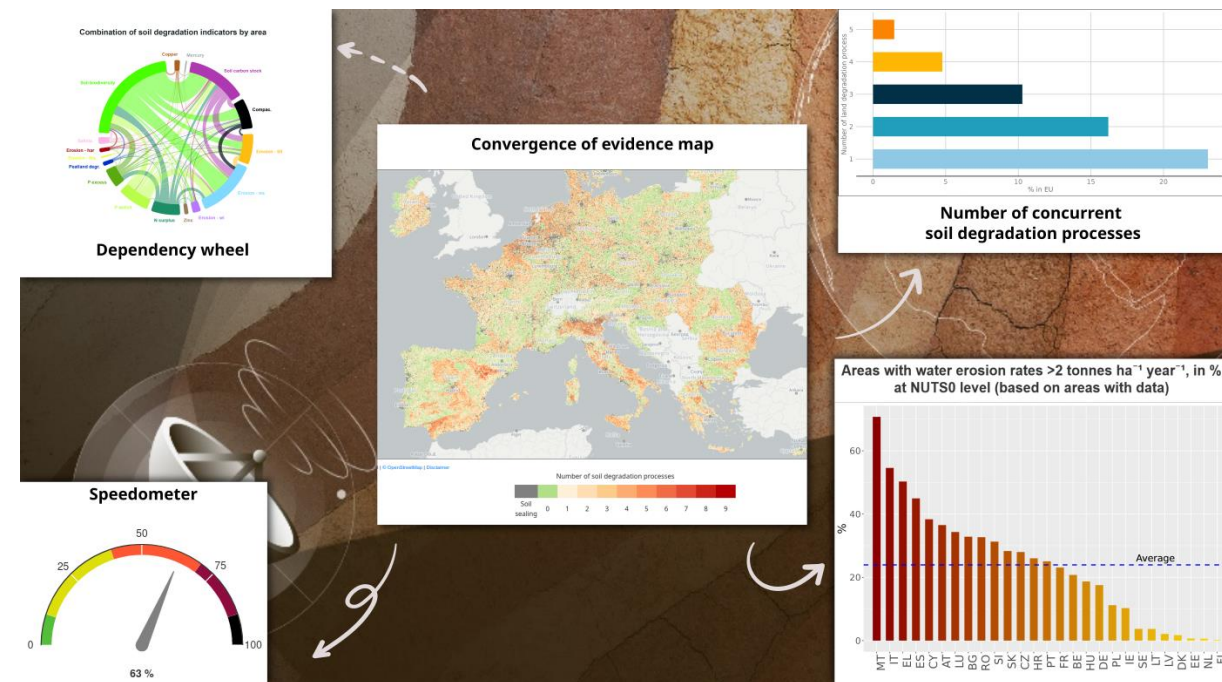 Combination of soil degradation indicators by area
Copper
Mercury
Soil carbon stock
Compac.
Erosion - har
Peatland degr.
P excess
N surplus
Zinc
Dependency wheel
Speedometer
0
25
50
75
100
63 %
Convergence of evidence map
| © OpenStreetMap | Disclaimer
Number of soil degradation processes
Soil
sealing
0 1 2 3 4 5 6 7 8 9
Number of land degradation process
5
4
3
2
1
0 5 10 15 20
% in EU
Number of concurrent
soil degradation processes
Areas with water erosion rates >2 tonnes ha⁻¹ year⁻¹, in %
at NUTS0 level (based on areas with data)
%
60
40
20
0
Average
MT IT EL ES CY AT LU BG RO SI SK CZ HR PT FR BE HU DE PL IE SE LT LV DK EE NL